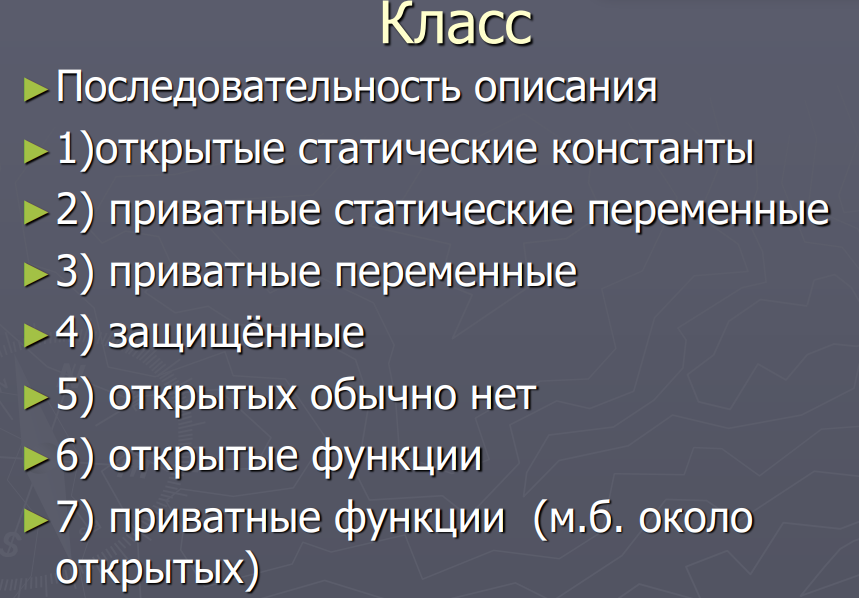 Класс
►Последовательность описания
►1)открытые статические константы
►2) приватные статические переменные
►3) приватные переменные
►4) защищённые
►5) открытых обычно нет
►6) открытые функции
►7) приватные функции (м.б. около
открытых)